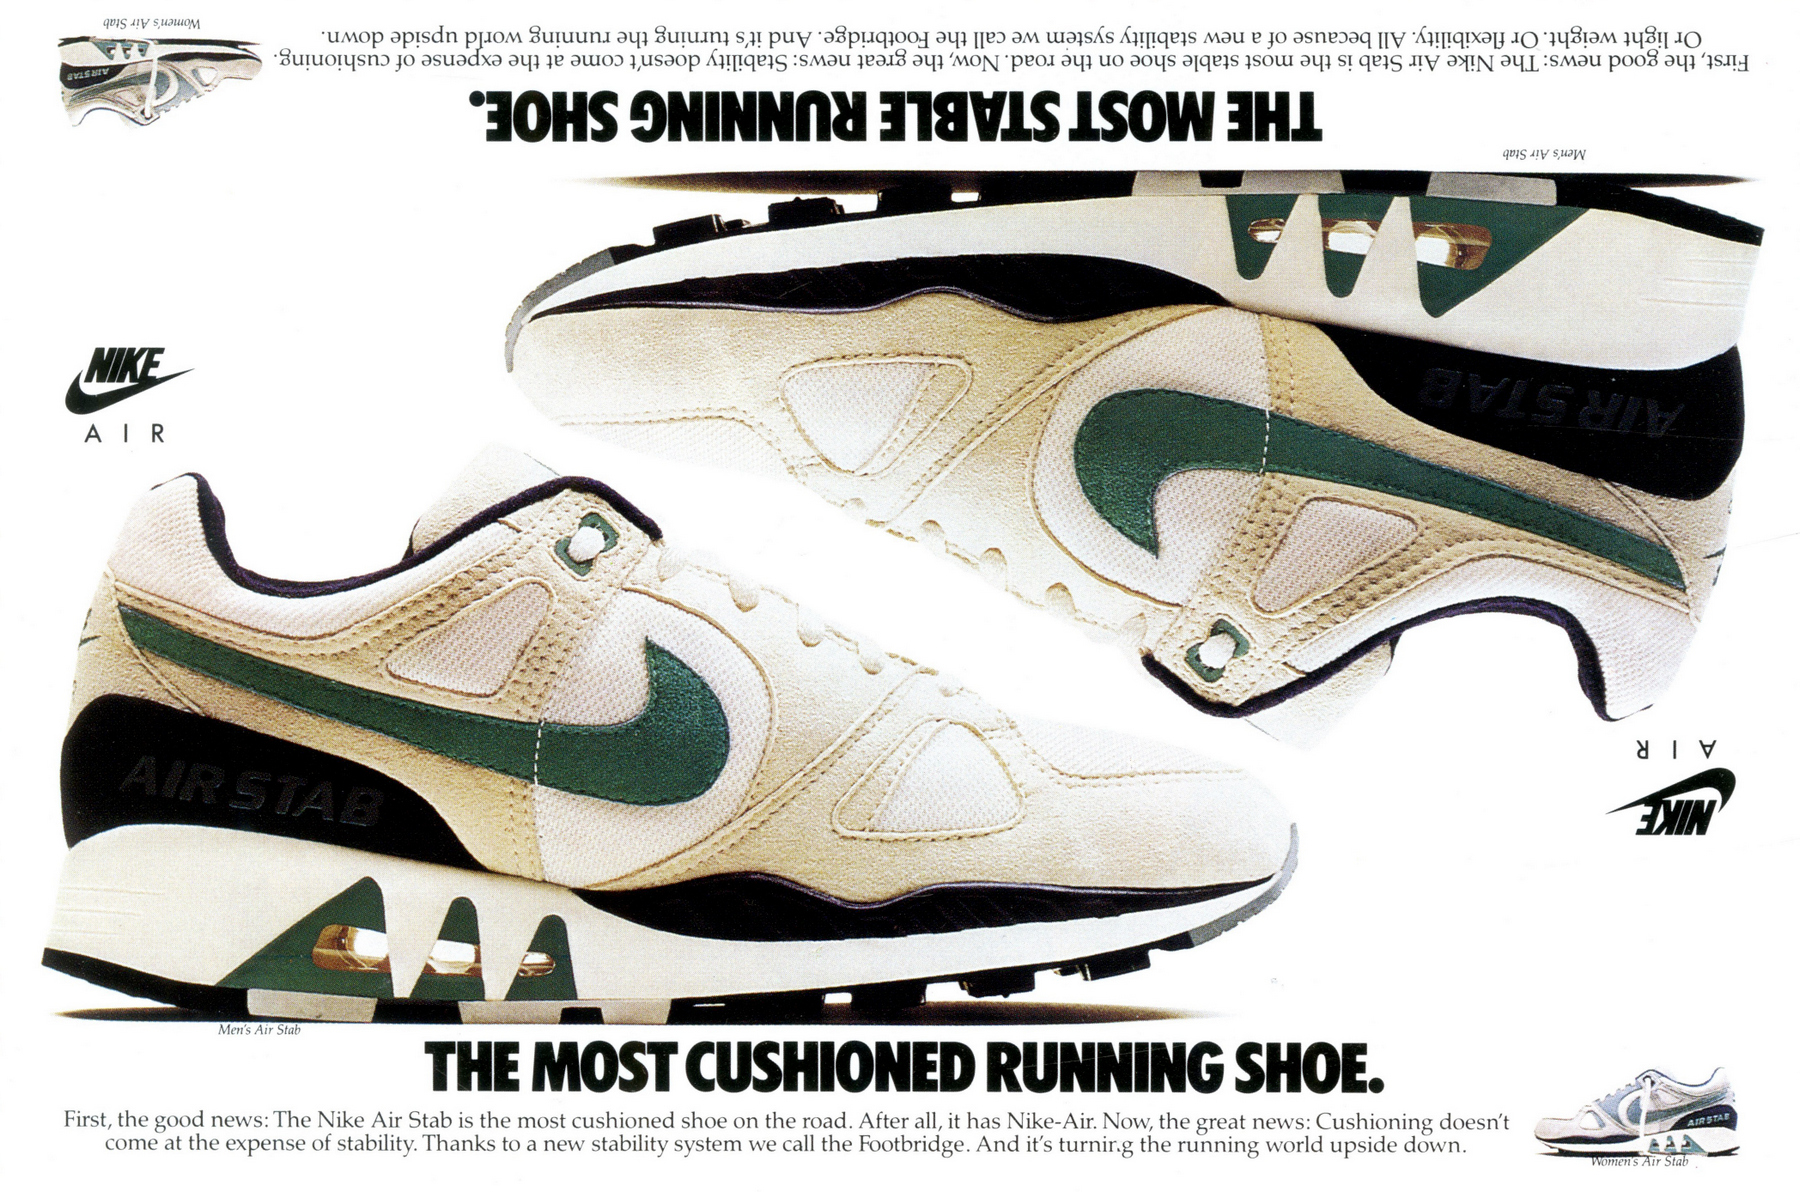 Women's Air Stab
First, the good news: The Nike Air Stab is the most stable shoe on the road. Now, the great news: Stability doesn't come at the expense of cushioning.
Or light weight. Or flexibility. All because of a new stability system we call the Footbridge. And it's turning the running world upside down.
THE MOST STABLE RUNNING SHOE.
Men's Air Stab
AIR STAB
AIR STAB
NIKE
AIR
NIKE
AIR
AIR STAB
Men's Air Stab
THE MOST CUSHIONED RUNNING SHOE.
First, the good news: The Nike Air Stab is the most cushioned shoe on the road. After all, it has Nike-Air. Now, the great news: Cushioning doesn't
come at the expense of stability. Thanks to a new stability system we call the Footbridge. And it's turning the running world upside down.
AIR STAB
Women's Air Stab